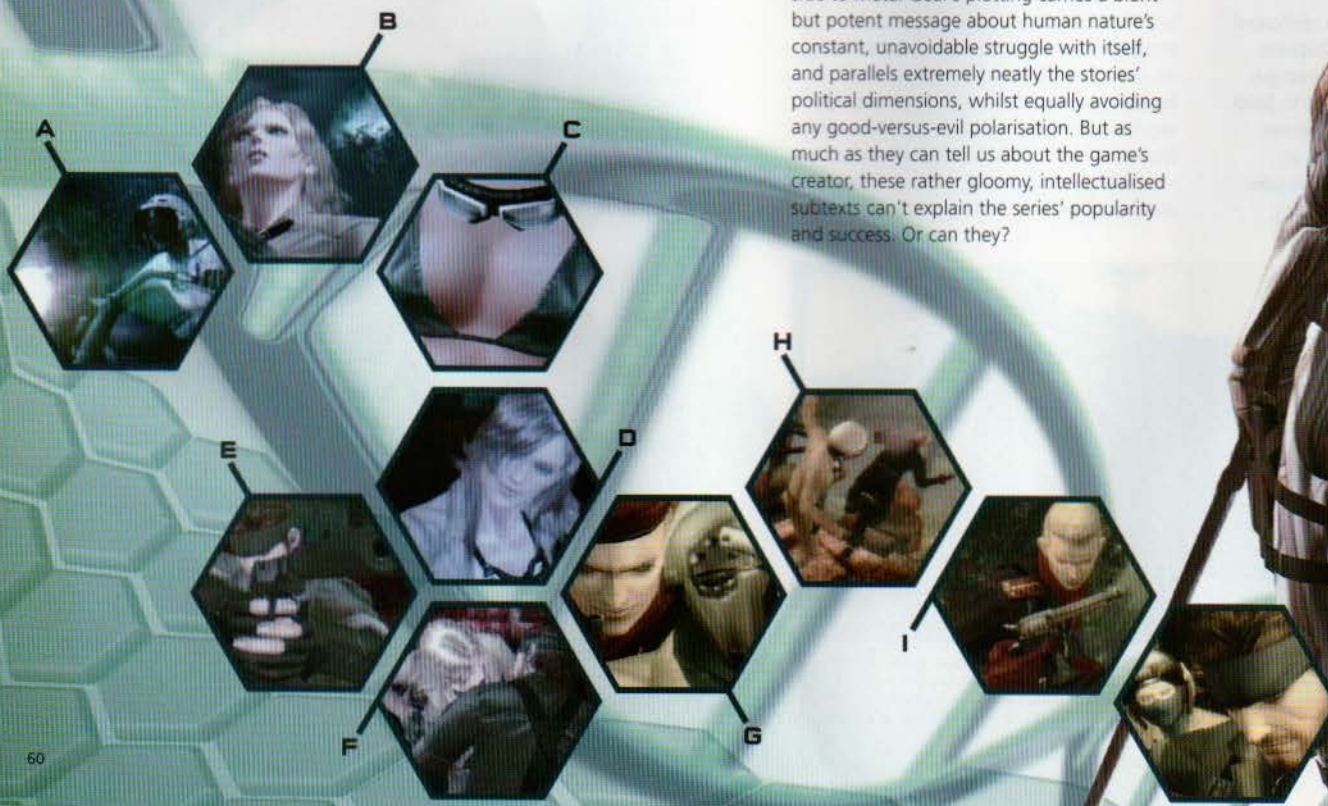 but potent message about human nature's
constant, unavoidable struggle with itself,
and parallels extremely neatly the stories'
political dimensions, whilst equally avoiding
any good-versus-evil polarisation. But as
much as they can tell us about the game's
creator, these rather gloomy, intellectualised
subtexts can't explain the series' popularity
and success. Or can they?
A
B
C
D
E
F
G
H
I
60